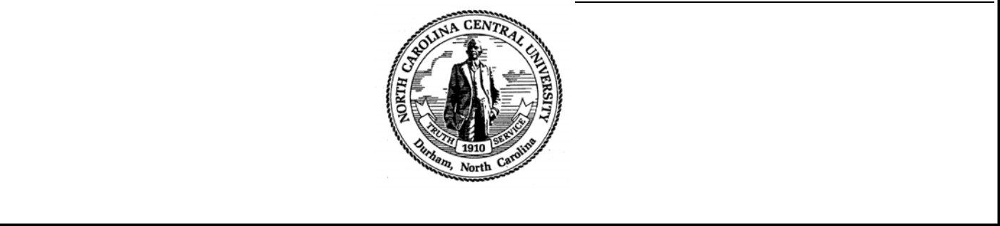 NORTH CAROLINA CENTRAL UNIVERSITY
TRUTH
SERVICE
1910
Durham, North Carolina